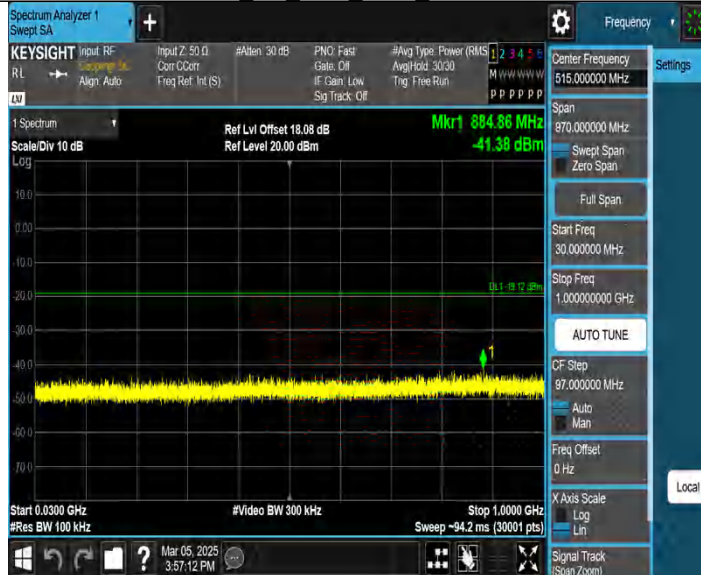 Spectrum Analyzer 1
Swept SA
+
Frequency
KEYSIGHT
RL
Input: RF
Align: Auto
Input Z: 50 Ω
Corr CCorr
Freq Ref: Int (S)
#Atten: 30 dB
PNO: Fast
Gate: Off
IF Gain: Low
Sig Track: Off
#Avg Type: Power (RMS
Avg|Hold: 30/30
Trig: Free Run
1 2 3 4 5 6
M W W W W W
P P P P P P
Center Frequency
515.000000 MHz
Settings
Span
970.000000 MHz
Swept Span
Zero Span
Full Span
Start Freq
30.000000 MHz
Stop Freq
1.000000000 GHz
AUTO TUNE
CF Step
97.000000 MHz
Auto
Man
Freq Offset
0 Hz
X Axis Scale
Log
Lin
Signal Track
(Span Zoom)
Local
1 Spectrum
Scale/Div 10 dB
Log
Ref Lvl Offset 18.08 dB
Ref Level 20.00 dBm
Mkr1 884.86 MHz
-41.38 dBm
10.0
0.00
-10.0
-20.0
-30.0
-40.0
-50.0
-60.0
-70.0
DL1 -19.12 dBm
1
Start 0.0300 GHz
#Res BW 100 kHz
#Video BW 300 kHz
Stop 1.0000 GHz
Sweep ~94.2 ms (30001 pts)
?
Mar 05, 2025
3:57:12 PM